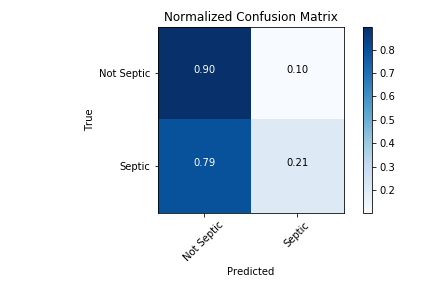 Normalized Confusion Matrix
Not Septic
0.90
0.10
Septic
0.79
0.21
True
Not Septic
Septic
Predicted
0.8
0.7
0.6
0.5
0.4
0.3
0.2